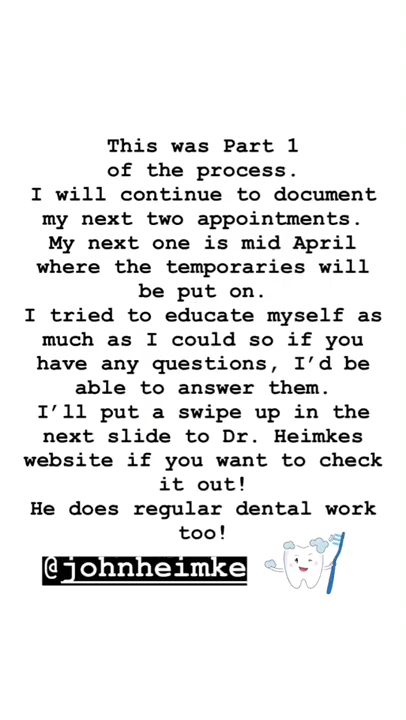 This was Part 1
of the process.
I will continue to document
my next two appointments.
My next one is mid April
where the temporaries will
be put on.
I tried to educate myself as
much as I could so if you
have any questions, I’d be
able to answer them.
I’ll put a swipe up in the
next slide to Dr. Heimkes
website if you want to check
it out!
He does regular dental work
too!
@johnheimke